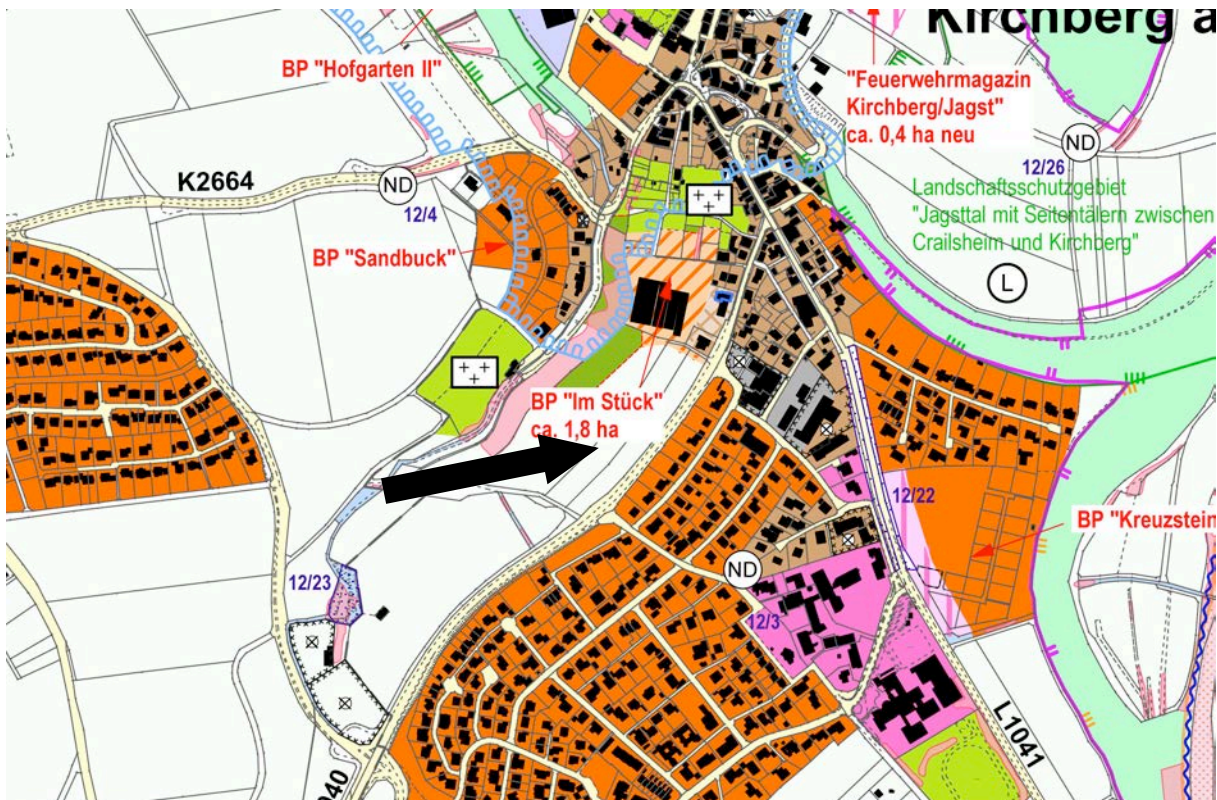 Kirchberg a
BP "Hofgarten II"
"Feuerwehrmagazin
Kirchberg/Jagst"
ca. 0,4 ha neu
ND
12/26
K2664
ND
12/4
Landschaftsschutzgebiet
"Jagsttal mit Seitentälern zwischen
Crailsheim und Kirchberg"
L
BP "Sandbuck"
BP "Im Stück"
ca. 1,8 ha
12/22
BP "Kreuzstein
12/23
ND
12/3
L1041
040